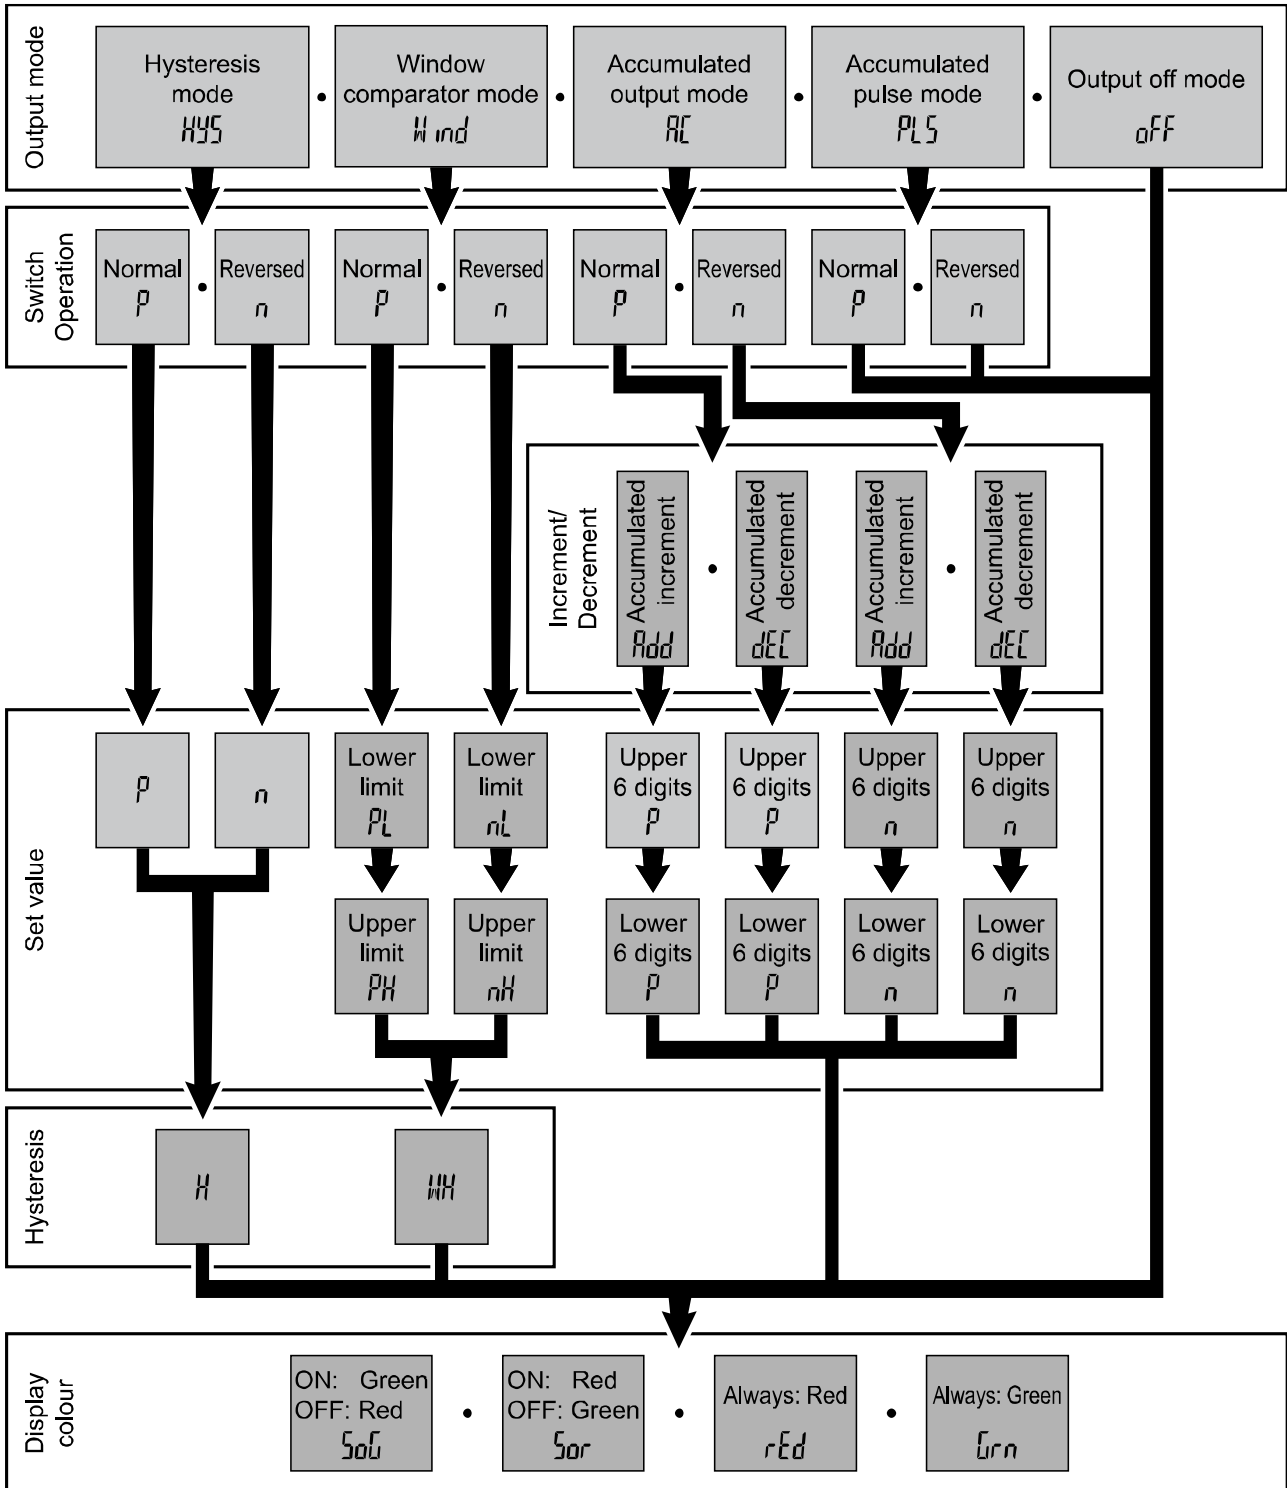 Output mode
Hysteresis
mode
HYS
Window
comparator mode
Wind
Accumulated
output mode
AC
Accumulated
pulse mode
PLS
Output off mode
oFF
Switch
Operation
Normal
P
Reversed
n
Normal
P
Reversed
n
Normal
P
Reversed
n
Normal
P
Reversed
n
Increment/
Decrement
Accumulated
increment
Add
Accumulated
decrement
dEC
Accumulated
increment
Add
Accumulated
decrement
dEC
Set value
P
n
Lower
limit
PL
Lower
limit
nL
Upper
6 digits
P
Upper
6 digits
P
Upper
6 digits
n
Upper
6 digits
n
Upper
limit
PH
Upper
limit
nH
Lower
6 digits
P
Lower
6 digits
P
Lower
6 digits
n
Lower
6 digits
n
Hysteresis
H
WH
Display
colour
ON: Green
OFF: Red
SoG
ON: Red
OFF: Green
Sor
Always: Red
rEd
Always: Green
Grn